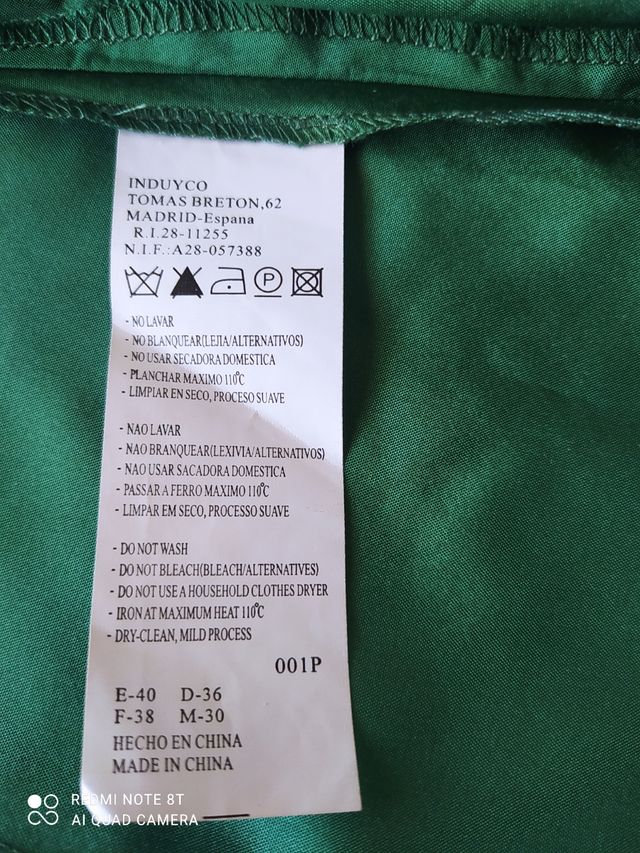 INDUYCO
TOMAS BRETON,62
MADRID-Espana
R.I.28-11255
N.I.F.:A28-057388
P
- NO LAVAR
- NO BLANQUEAR(LEJIA/ALTERNATIVOS)
- NO USAR SECADORA DOMESTICA
- PLANCHAR MAXIMO 110°C
- LIMPIAR EN SECO, PROCESO SUAVE
- NAO LAVAR
- NAO BRANQUEAR(LEXIVIA/ALTERNATIVOS)
- NAO USAR SACADORA DOMESTICA
- PASSAR A FERRO MAXIMO 110°C
- LIMPAR EM SECO, PROCESSO SUAVE
- DO NOT WASH
- DO NOT BLEACH(BLEACH/ALTERNATIVES)
- DO NOT USE A HOUSEHOLD CLOTHES DRYER
- IRON AT MAXIMUM HEAT 110°C
- DRY-CLEAN, MILD PROCESS
001P
E-40 D-36
F-38 M-30
HECHO EN CHINA
MADE IN CHINA
REDMI NOTE 8T
AI QUAD CAMERA